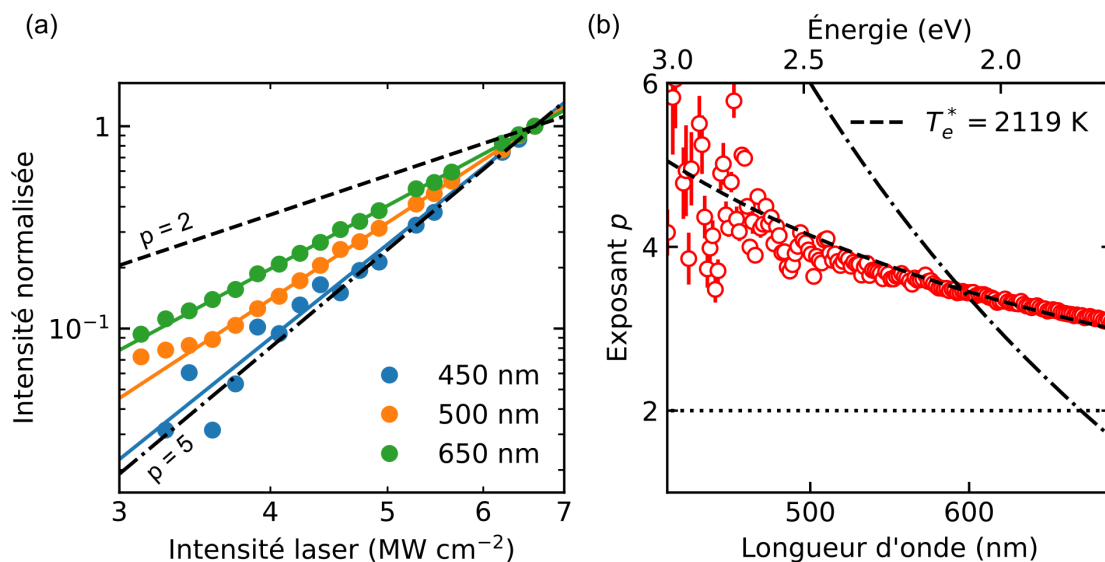 (a)
Intensité normalisée
1
10⁻¹
p = 2
p = 5
450 nm
500 nm
650 nm
3 4 5 6 7
Intensité laser (MW cm⁻²)
(b)
Énergie (eV)
3.0 2.5 2.0
Exposant p
6
4
2
T*ₑ = 2119 K
500 600
Longueur d'onde (nm)